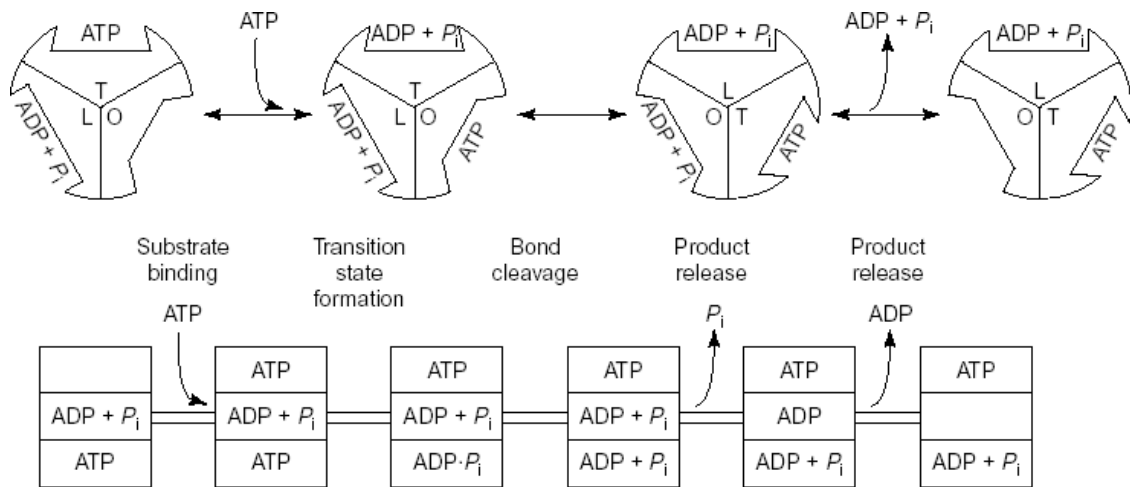 ATP
ATP
ADP + Pi
ADP + Pi
ADP + Pi
ADP + Pi
T
L O
ADP + Pi
T
L O
ADP + Pi
ATP
L
O T
ADP + Pi
ATP
L
O T
ATP
Substrate
binding
Transition
state
formation
Bond
cleavage
Product
release
Product
release
ATP
Pi
ADP
ATP
ATP
ATP
ATP
ATP
ADP + Pi
ADP + Pi
ADP + Pi
ADP + Pi
ADP
ATP
ATP
ADP·Pi
ADP + Pi
ADP + Pi
ADP + Pi